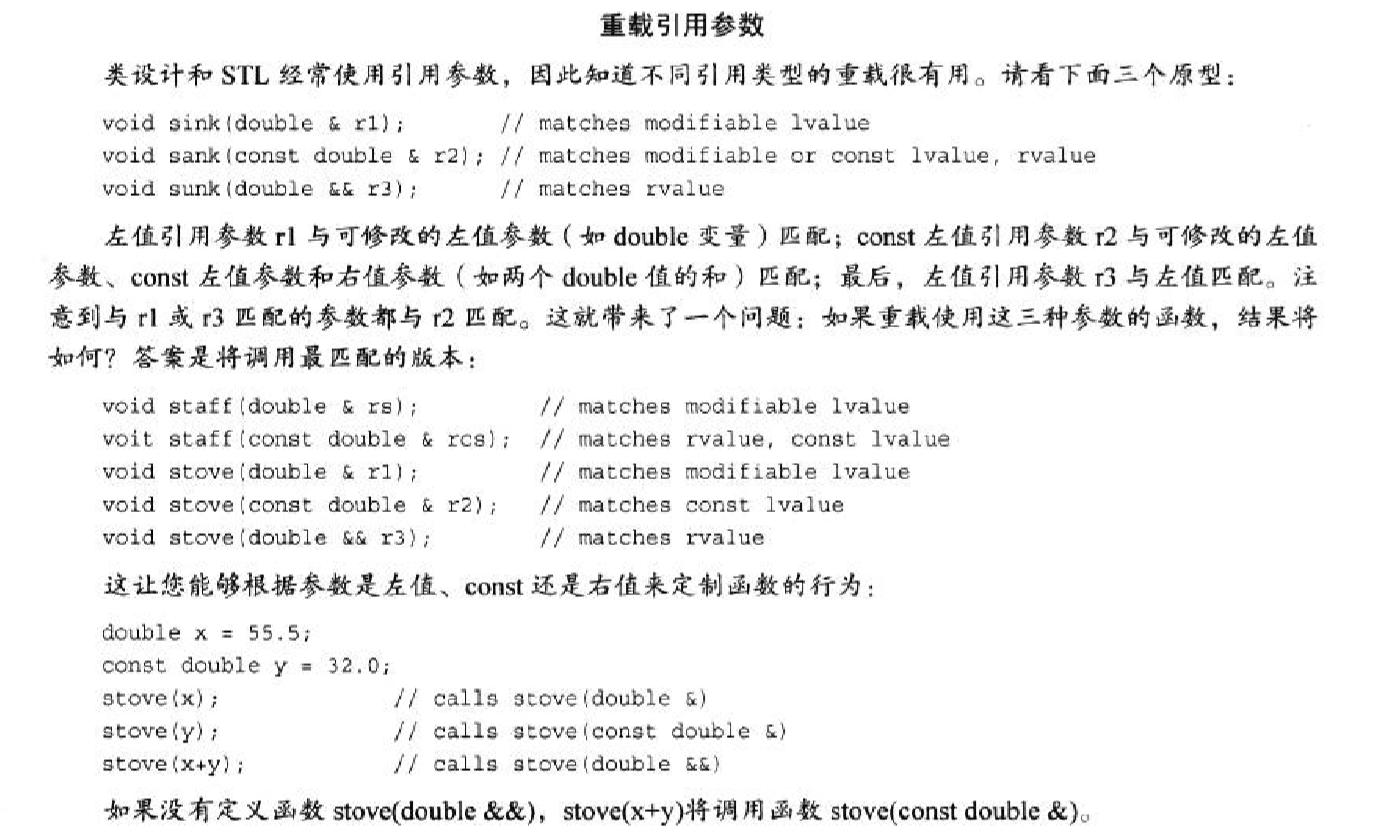 重载引用参数
类设计和 STL 经常使用引用参数，因此知道不同引用类型的重载很有用。请看下面三个原型：
void sink(double & r1);       // matches modifiable lvalue
void sank(const double & r2); // matches modifiable or const lvalue, rvalue
void sunk(double && r3);      // matches rvalue
左值引用参数 r1 与可修改的左值参数（如 double 变量）匹配；const 左值引用参数 r2 与可修改的左值
参数、const 左值参数和右值参数（如两个 double 值的和）匹配；最后，左值引用参数 r3 与左值匹配。注
意到与 r1 或 r3 匹配的参数都与 r2 匹配。这就带来了一个问题：如果重载使用这三种参数的函数，结果将
如何？答案是将调用最匹配的版本：
void staff(double & rs);         // matches modifiable lvalue
voit staff(const double & rcs);  // matches rvalue, const lvalue
void stove(double & r1);         // matches modifiable lvalue
void stove(const double & r2);   // matches const lvalue
void stove(double && r3);        // matches rvalue
这让您能够根据参数是左值、const 还是右值来定制函数的行为：
double x = 55.5;
const double y = 32.0;
stove(x);             // calls stove(double &)
stove(y);             // calls stove(const double &)
stove(x+y);           // calls stove(double &&)
如果没有定义函数 stove(double &&)，stove(x+y)将调用函数 stove(const double &)。